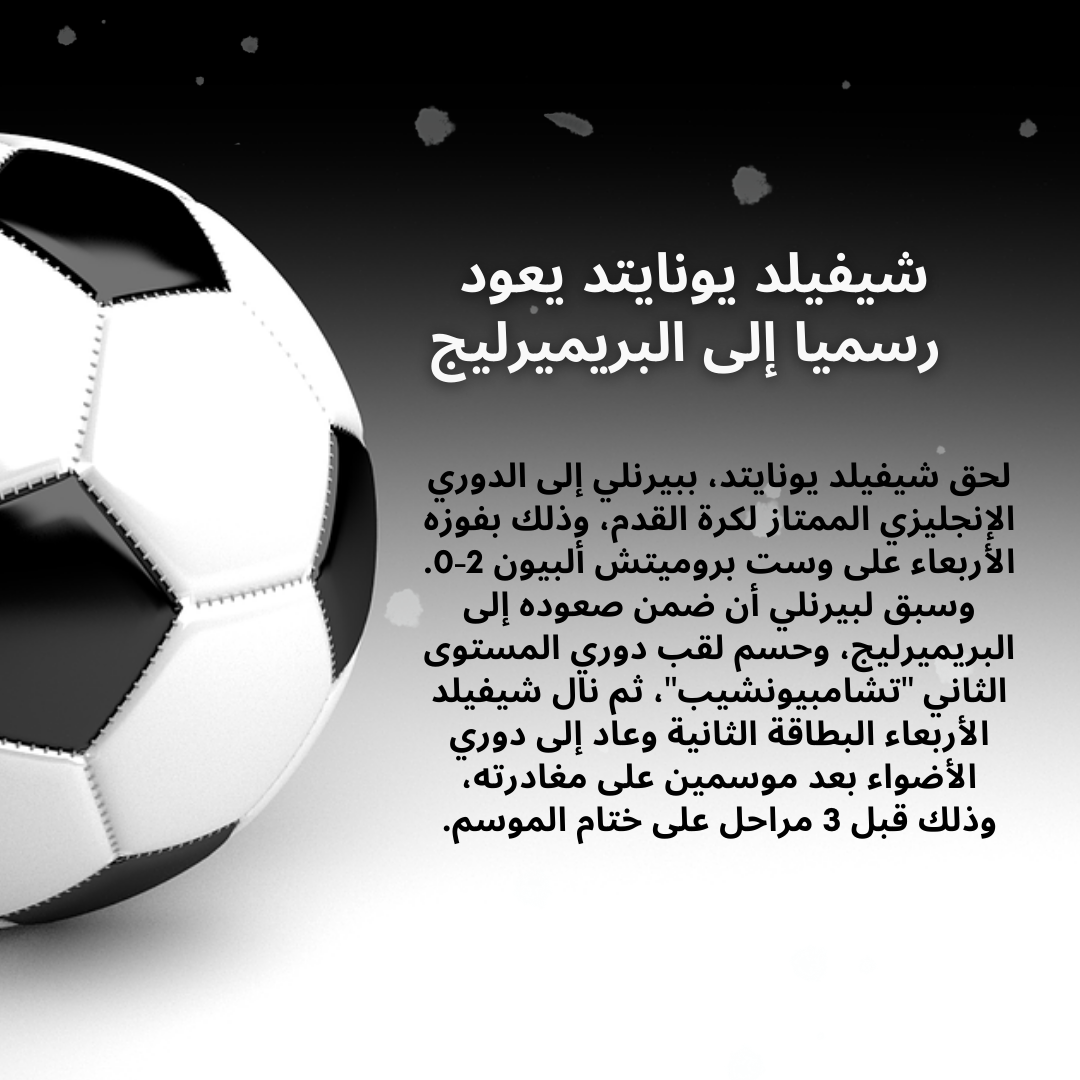 شيفيلد يونايتد يعود
رسميا إلى البريميرليج
لحق شيفيلد يونايتد، ببيرنلي إلى الدوري
الإنجليزي الممتاز لكرة القدم، وذلك بفوزه
الأربعاء على وست بروميتش ألبيون 2-0.
وسبق لبيرنلي أن ضمن صعوده إلى
البريميرليج، وحسم لقب دوري المستوى
الثاني "تشامبيونشيب"، ثم نال شيفيلد
الأربعاء البطاقة الثانية وعاد إلى دوري
الأضواء بعد موسمين على مغادرته،
وذلك قبل 3 مراحل على ختام الموسم.